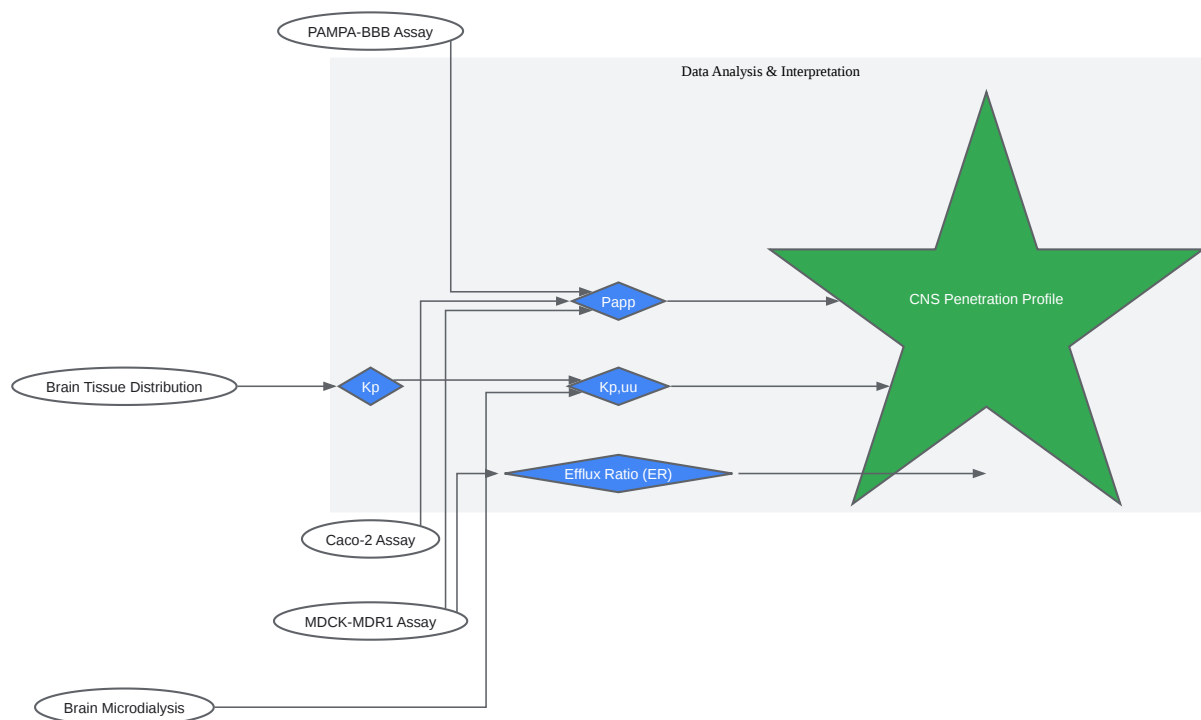 PAMPA-BBB Assay
Data Analysis & Interpretation
Papp
CNS Penetration Profile
Brain Tissue Distribution
Kp
Kp,uu
Efflux Ratio (ER)
Caco-2 Assay
MDCK-MDR1 Assay
Brain Microdialysis